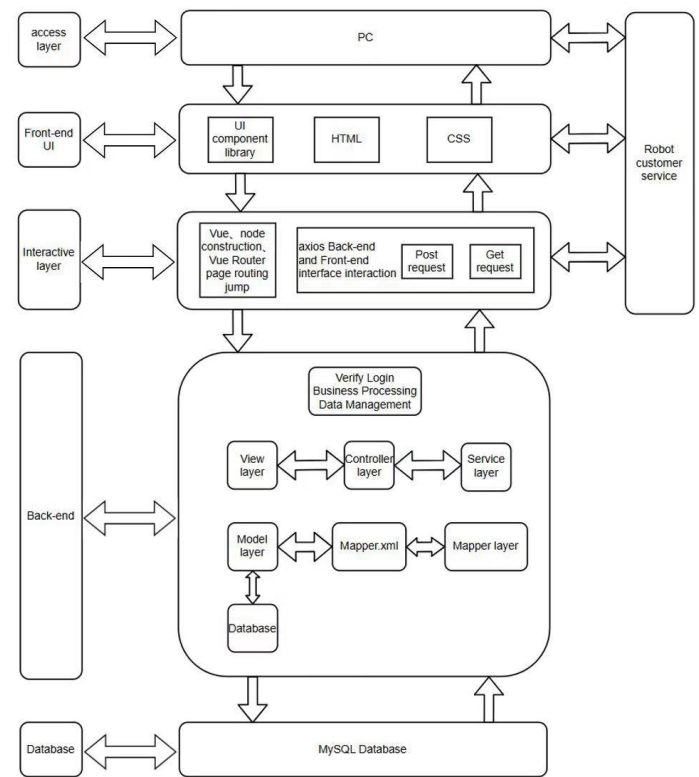 access
layer
PC
Front-end
UI
UI
component
library
HTML
CSS
Robot
customer
service
Interactive
layer
Vue、node
construction、
Vue Router
page routing
jump
axios Back-end
and Front-end
interface interaction
Post
request
Get
request
Back-end
Verify Login
Business Processing
Data Management
View
layer
Controller
layer
Service
layer
Model
layer
Mapper.xml
Mapper layer
Database
Database
MySQL Database